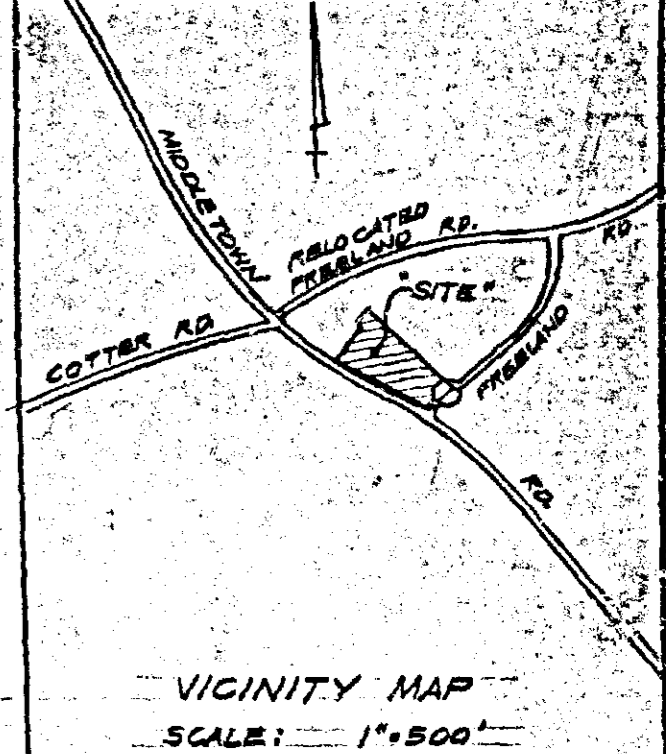 MIDDLETOWN
RELOCATED
FREELAND RD.
RD.
"SITE"
COTTER RD.
FREELAND
RD.
VICINITY MAP
SCALE: 1"=500'